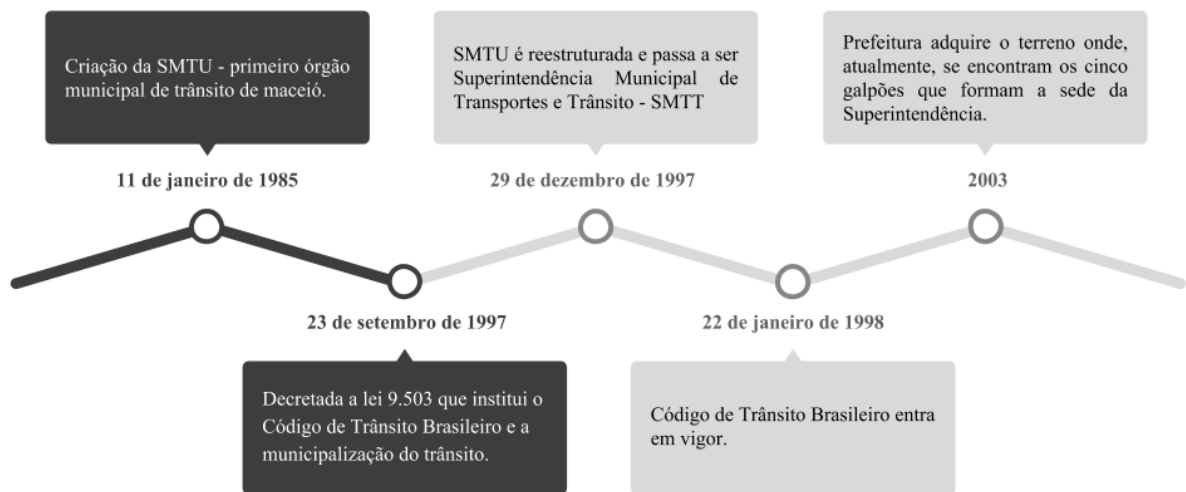 Criação da SMTU - primeiro órgão
municipal de trânsito de maceió.
11 de janeiro de 1985
23 de setembro de 1997
Decretada a lei 9.503 que institui o
Código de Trânsito Brasileiro e a
municipalização do trânsito.
SMTU é reestruturada e passa a ser
Superintendência Municipal de
Transportes e Trânsito - SMTT
29 de dezembro de 1997
22 de janeiro de 1998
Código de Trânsito Brasileiro entra
em vigor.
Prefeitura adquire o terreno onde,
atualmente, se encontram os cinco
galpões que formam a sede da
Superintendência.
2003